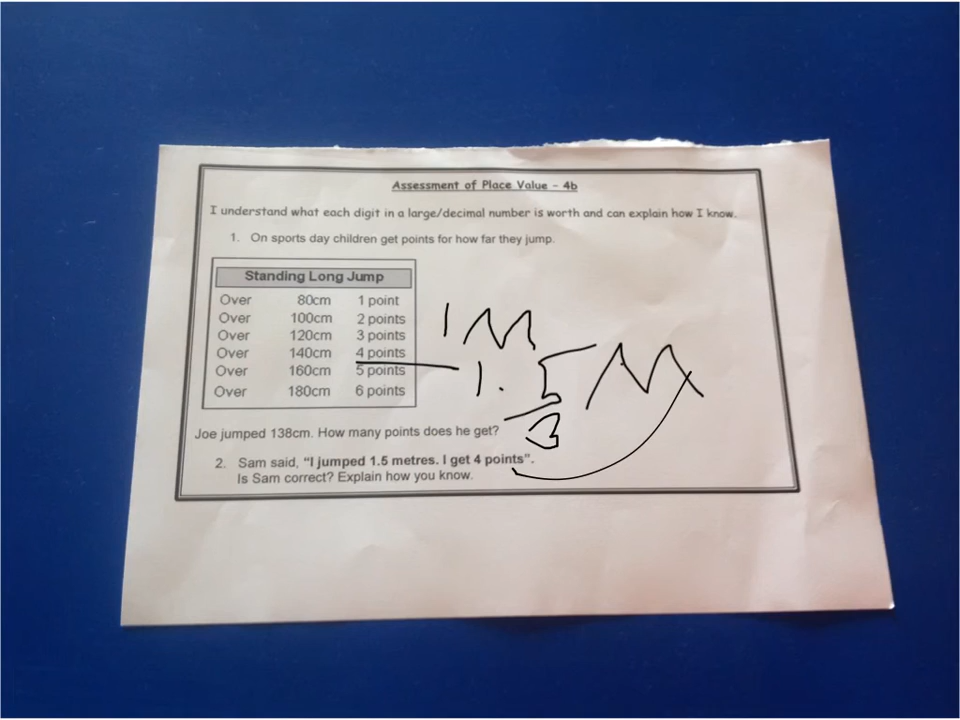 Assessment of Place Value - 4b
I understand what each digit in a large/decimal number is worth and can explain how I know.
1. On sports day children get points for how far they jump.
Standing Long Jump
Over 80cm 1 point
Over 100cm 2 points
Over 120cm 3 points
Over 140cm 4 points
Over 160cm 5 points
Over 180cm 6 points
1 M
1.5 M
Joe jumped 138cm. How many points does he get?
3
2. Sam said, “I jumped 1.5 metres. I get 4 points”.
Is Sam correct? Explain how you know.